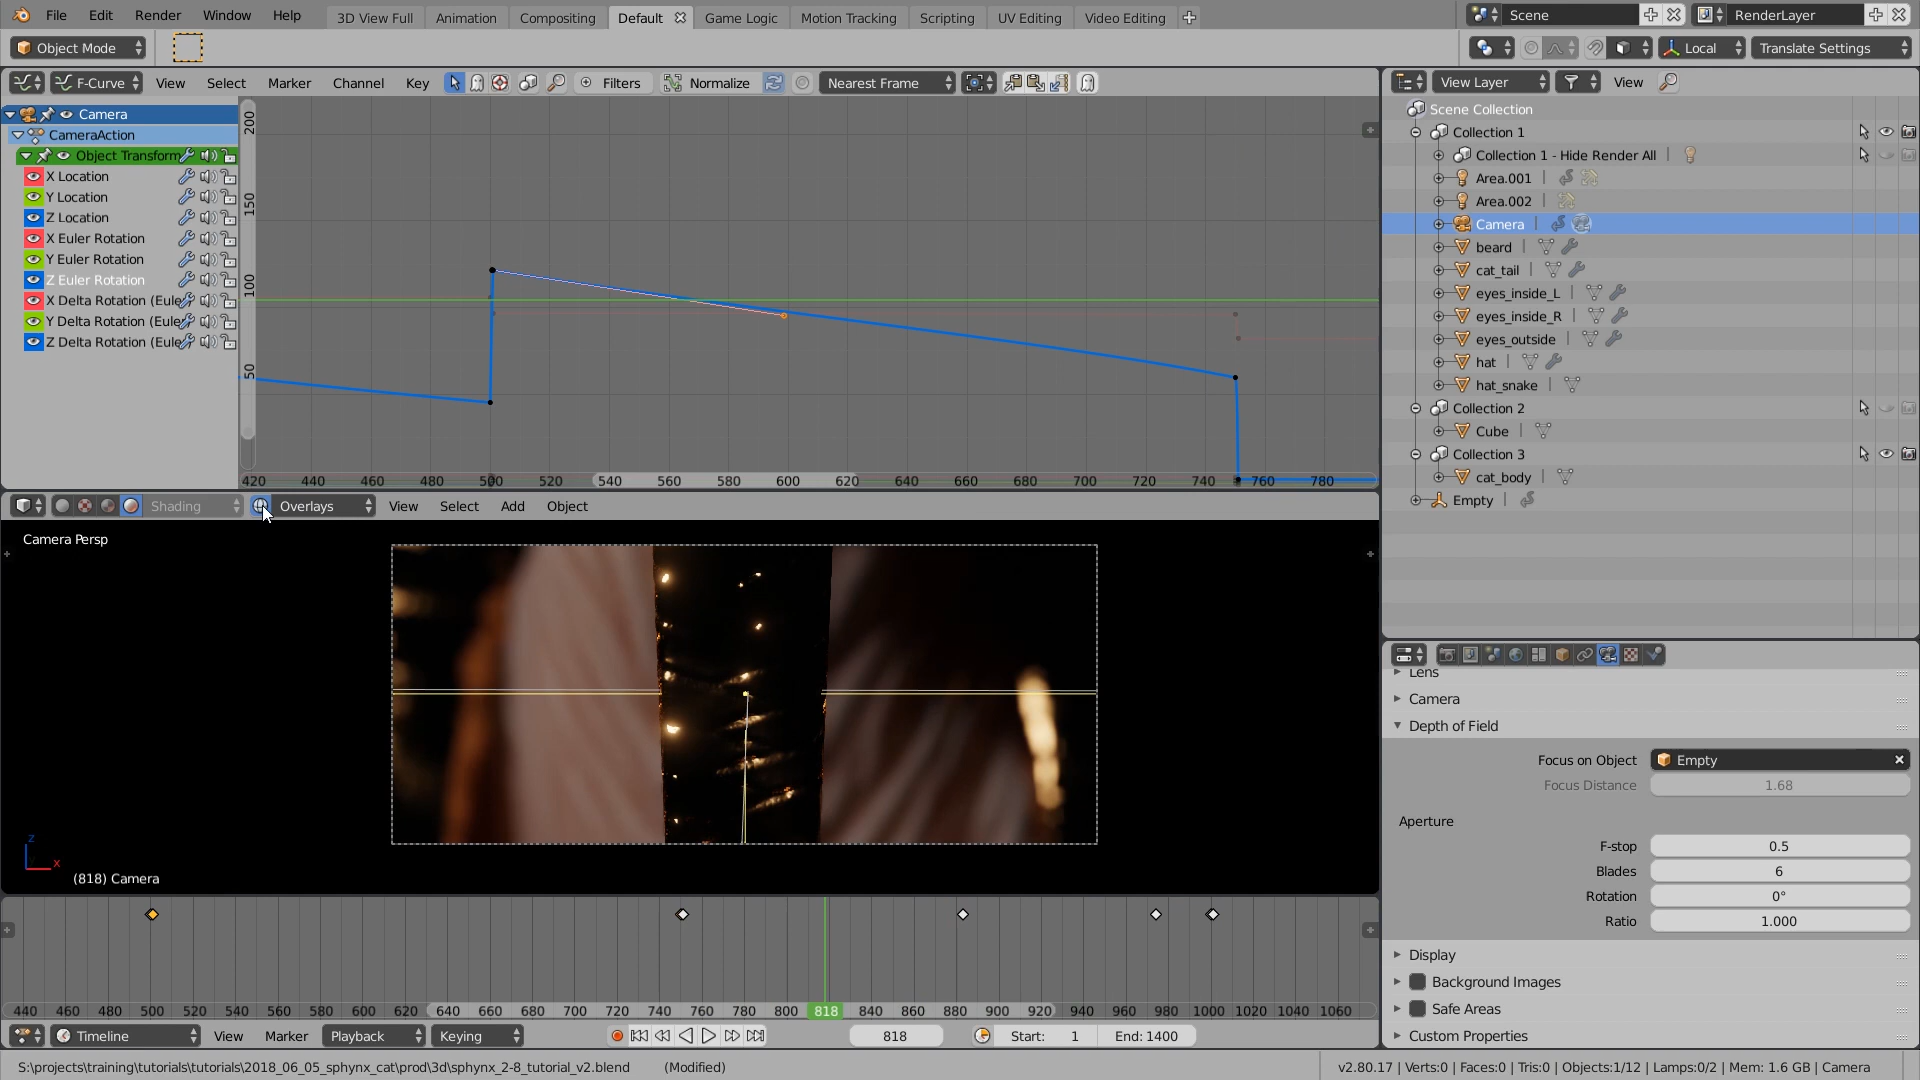 File Edit Render Window Help 3D View Full Animation Compositing Default Game Logic Motion Tracking Scripting UV Editing Video Editing Scene RenderLayer
Object Mode Local Translate Settings
F-Curve View Select Marker Channel Key Filters Normalize Nearest Frame View Layer View
Camera
CameraAction
Object Transform
X Location
Y Location
Z Location
X Euler Rotation
Y Euler Rotation
Z Euler Rotation
X Delta Rotation (Eule
Y Delta Rotation (Eule
Z Delta Rotation (Eule
200
150
100
50
420 440 460 480 500 520 540 560 580 600 620 640 660 680 700 720 740 760 780
Scene Collection
Collection 1
Collection 1 - Hide Render All
Area.001
Area.002
Camera
beard
cat_tail
eyes_inside_L
eyes_inside_R
eyes_outside
hat
hat_snake
Collection 2
Cube
Collection 3
cat_body
Empty
Shading Overlays View Select Add Object
Camera Persp
z
x
(818) Camera
Lens
Camera
Depth of Field
Focus on Object Empty
Focus Distance 1.68
Aperture
F-stop 0.5
Blades 6
Rotation 0°
Ratio 1.000
Display
Background Images
Safe Areas
Custom Properties
440 460 480 500 520 540 560 580 600 620 640 660 680 700 720 740 760 780 800 818 840 860 880 900 920 940 960 980 1000 1020 1040 1060
Timeline View Marker Playback Keying 818 Start: 1 End: 1400
S:\projects\training\tutorials\tutorials\2018_06_05_sphynx_cat\prod\3d\sphynx_2-8_tutorial_v2.blend (Modified) v2.80.17 | Verts:0 | Faces:0 | Tris:0 | Objects:1/12 | Lamps:0/2 | Mem: 1.6 GB | Camera